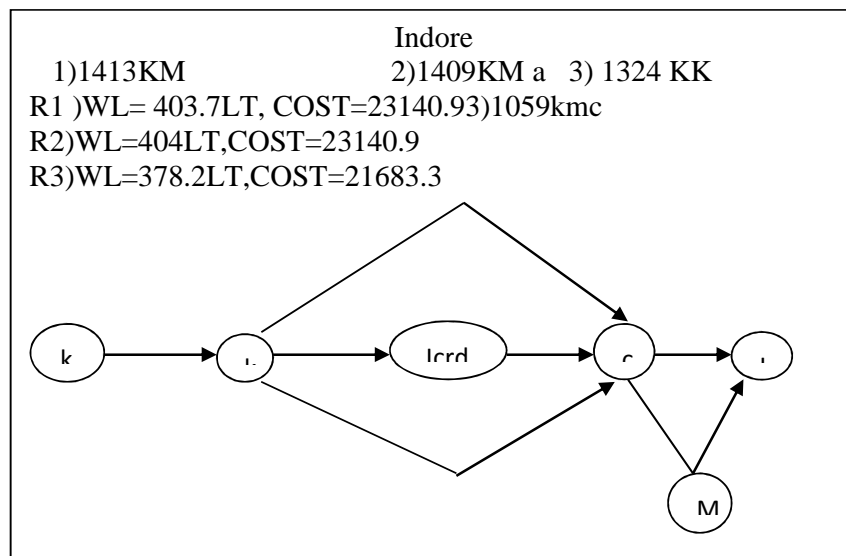 Indore
1)1413KM 2)1409KM a 3) 1324 KK
R1 )WL= 403.7LT, COST=23140.93)1059kmc
R2)WL=404LT,COST=23140.9
R3)WL=378.2LT,COST=21683.3
k
M